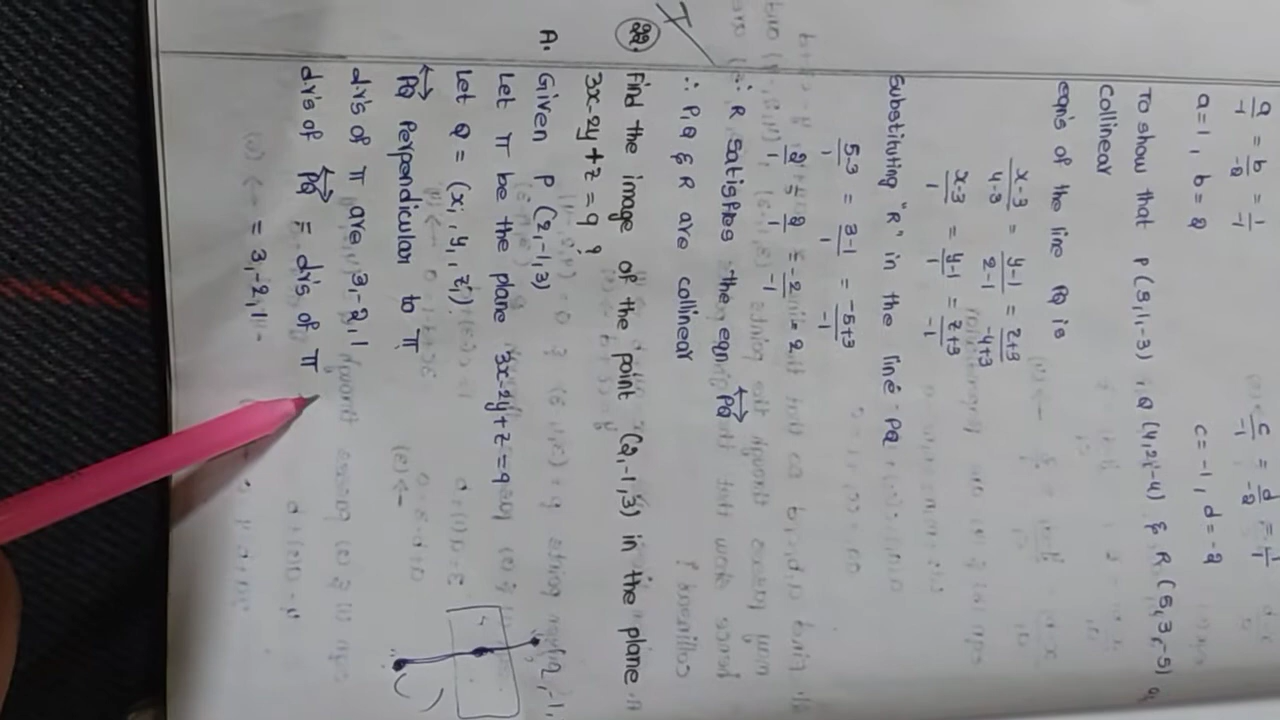 a/-1 = b/-2 = 1/-1
c/-1 = d/-2 = 1/1
a=1, b=2 c=-1, d=-2
To show that P(3,1,-3), Q(4,2,-4) & R(5,3,-5) are
Collinear
eqn's of the line PQ is
x-3/4-3 = y-1/2-1 = z+3/-4+3
x-3/1 = y-1/1 = z+3/-1
Substituting "R" in the line PQ
5-3/1 = 3-1/1 = -5+3/-1
2/1 = 2/1 = -2/-1 = 2
∴ R satisfies the eqn PQ
∴ P,Q & R are collinear
22. Find the image of the point (2,-1,3) in the plane
3x-2y+z=9?
A. Given P(2,-1,3)
Let π be the plane 3x-2y+z=9
Let Q = (x, y, z)
PQ Perpendicular to π
d.r's of π are 3,-2,1
d.r's of PQ = d.r's of π
= 3,-2,1